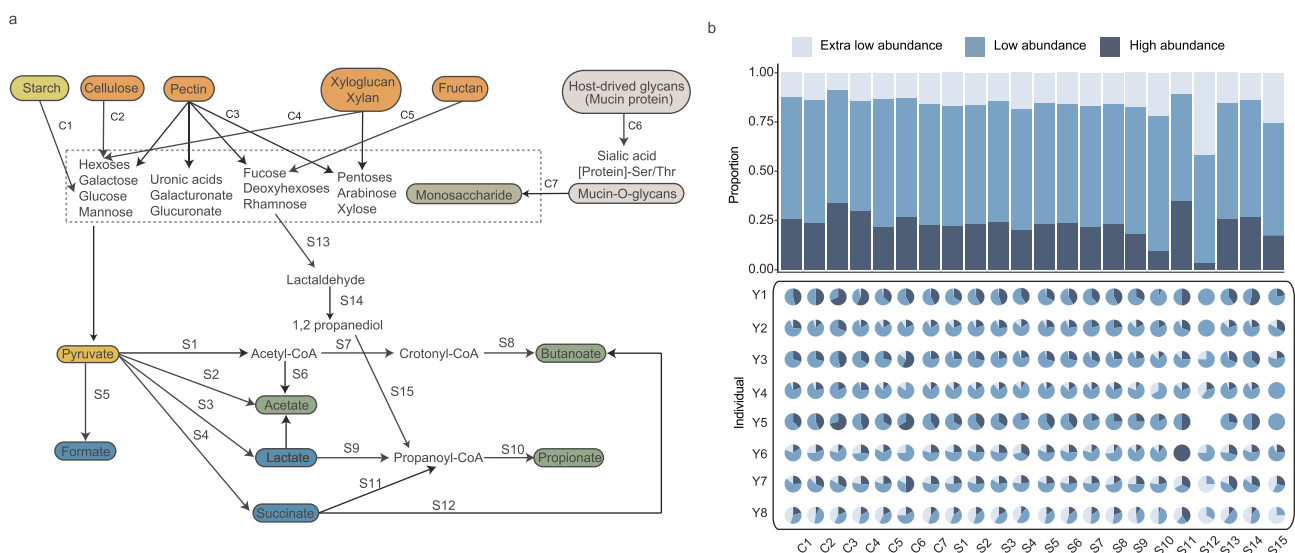 a
Starch
Cellulose
Pectin
Xyloglucan
Xylan
Fructan
Host-drived glycans
(Mucin protein)
C1
C2
C3
C4
C5
C6
Sialic acid
[Protein]-Ser/Thr
Hexoses
Galactose
Glucose
Mannose
Uronic acids
Galacturonate
Glucuronate
Fucose
Deoxyhexoses
Rhamnose
Pentoses
Arabinose
Xylose
Monosaccharide
C7
Mucin-O-glycans
S13
Lactaldehyde
S14
1,2 propanediol
Pyruvate
S1
Acetyl-CoA
S7
Crotonyl-CoA
S8
Butanoate
S2
S6
S5
S3
Acetate
S15
S4
Formate
Lactate
S9
Propanoyl-CoA
S10
Propionate
S11
Succinate
S12
b
Extra low abundance
Low abundance
High abundance
Proportion
1.00
0.75
0.50
0.25
0.00
Individual
Y1
Y2
Y3
Y4
Y5
Y6
Y7
Y8
C1 C2 C3 C4 C5 C6 C7 S1 S2 S3 S4 S5 S6 S7 S8 S9 S10 S11 S12 S13 S14 S15